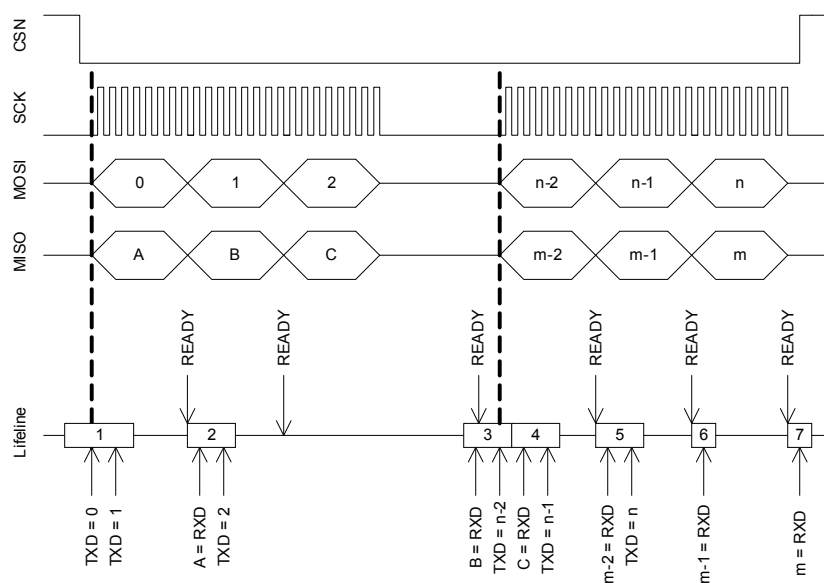 CSN
SCK
MOSI
0 1 2 n-2 n-1 n
MISO
A B C m-2 m-1 m
READY READY READY READY READY READY
Lifeline
1 2 3 4 5 6 7
TXD = 0
TXD = 1
A = RXD
TXD = 2
B = RXD
TXD = n-2
C = RXD
TXD = n-1
m-2 = RXD
TXD = n
m-1 = RXD
m = RXD